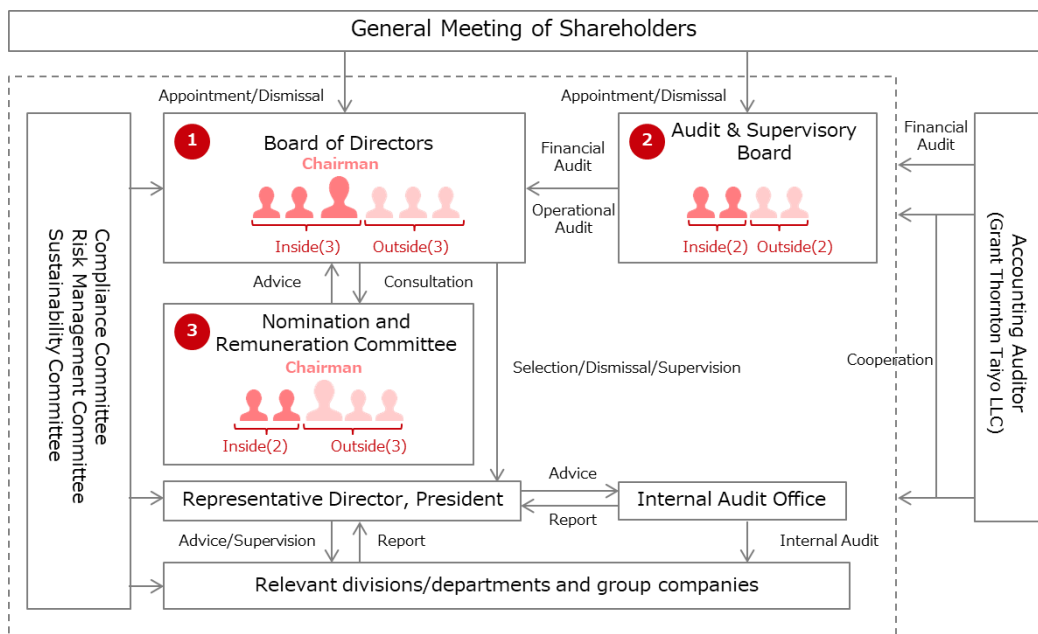 General Meeting of Shareholders
Appointment/Dismissal
Appointment/Dismissal
1
Board of Directors
Chairman
Inside(3)
Outside(3)
Financial
Audit
Operational
Audit
2
Audit & Supervisory
Board
Inside(2)
Outside(2)
Financial
Audit
Advice
Consultation
3
Nomination and
Remuneration Committee
Chairman
Inside(2)
Outside(3)
Selection/Dismissal/Supervision
Cooperation
Compliance Committee
Risk Management Committee
Sustainability Committee
Accounting Auditor
(Grant Thornton Taiyo LLC)
Representative Director, President
Advice
Report
Internal Audit Office
Advice/Supervision
Report
Internal Audit
Relevant divisions/departments and group companies